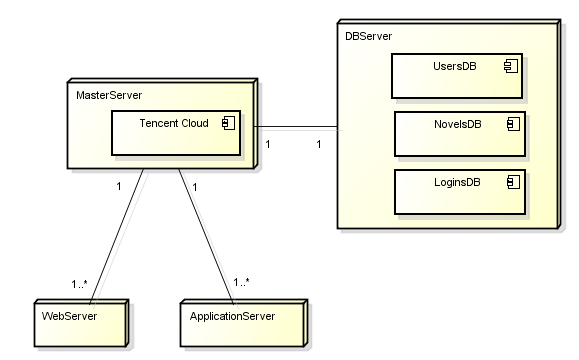 DBServer
UsersDB
MasterServer
Tencent Cloud
NovelsDB
1
1
LoginsDB
1
1
1..*
1..*
WebServer
ApplicationServer